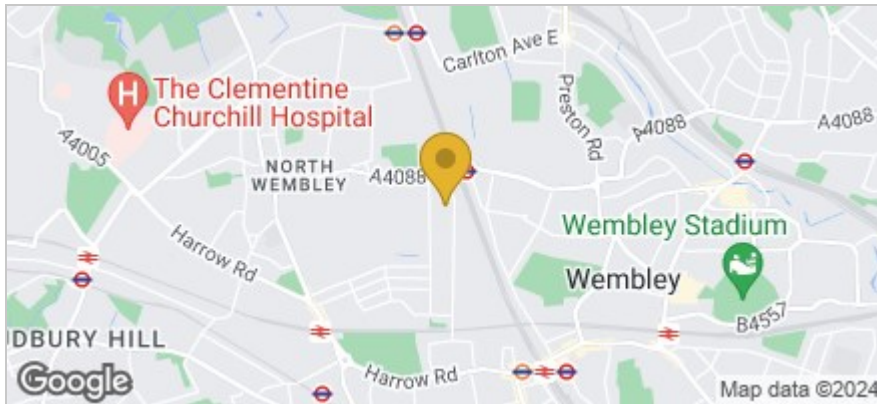 Carlton Ave E
The Clementine
Churchill Hospital
H
Preston Rd
A4088
A4088
A4005
NORTH
WEMBLEY
A4088
Wembley Stadium
Harrow Rd
Wembley
B4557
UDBURY HILL
Google
Harrow Rd
Map data ©2024